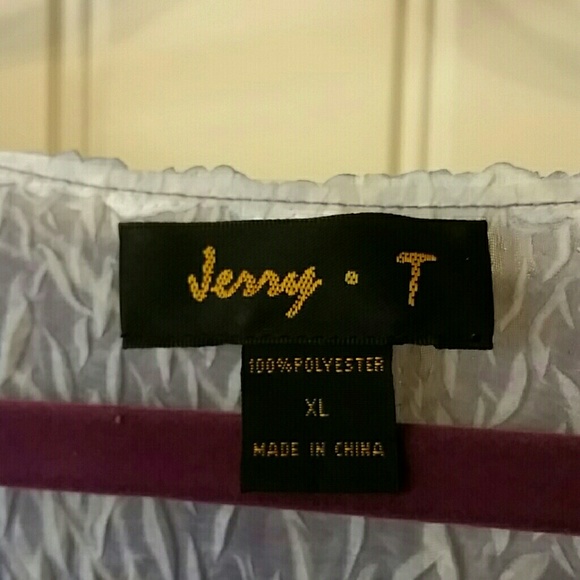 Jerry • T
100% POLYESTER
XL
MADE IN CHINA